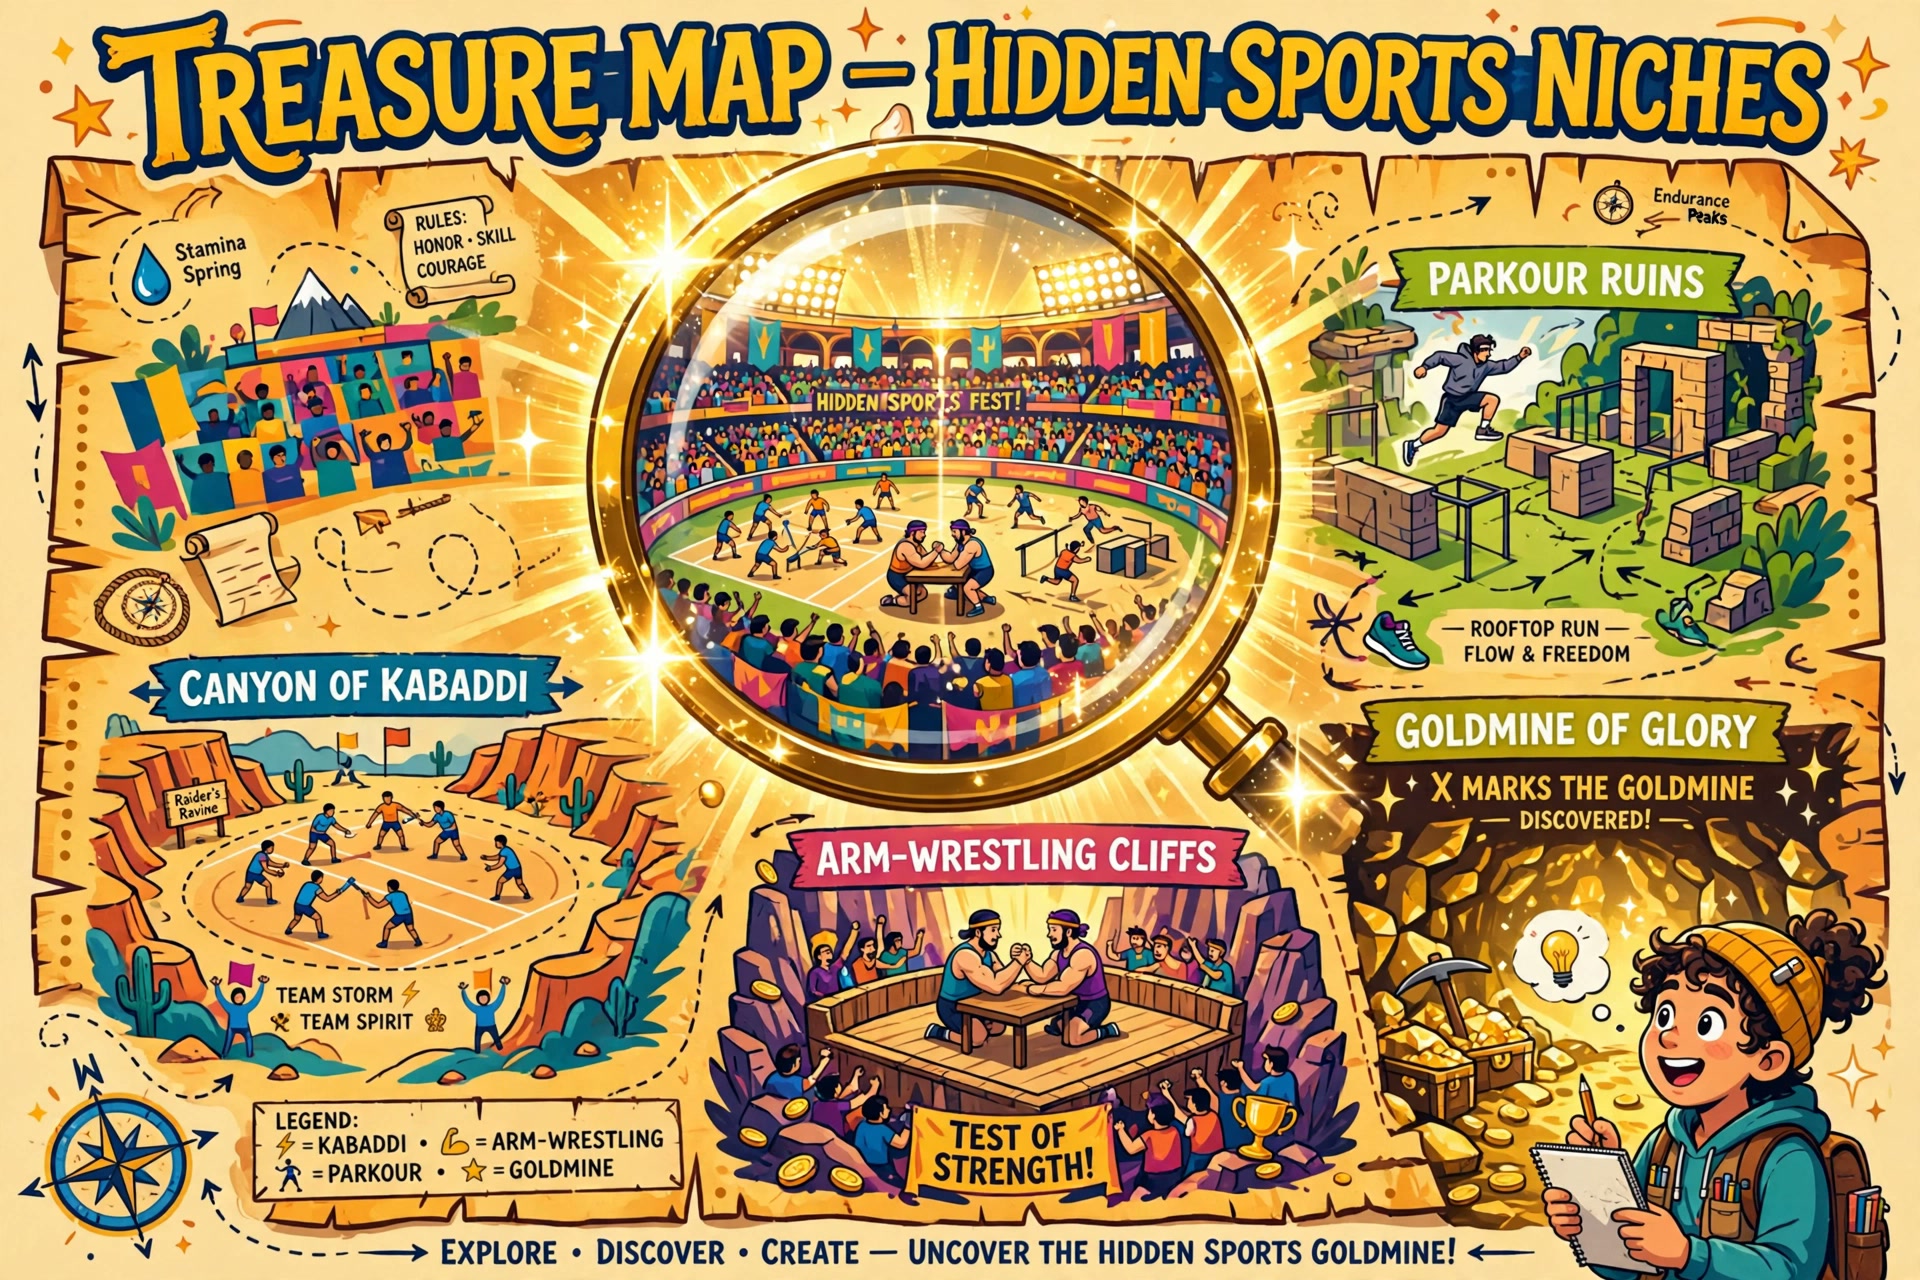 TREASURE MAP – HIDDEN SPORTS NICHES
Stamina
Spring
RULES:
HONOR · SKILL
COURAGE
Endurance
Peaks
PARKOUR RUINS
HIDDEN SPORTS FEST!
ROOFTOP RUN
FLOW & FREEDOM
CANYON OF KABADDI
Raider's
Ravine
TEAM STORM
TEAM SPIRIT
GOLDMINE OF GLORY
X MARKS THE GOLDMINE
— DISCOVERED! —
ARM-WRESTLING CLIFFS
TEST OF
STRENGTH!
LEGEND:
⚡ = KABADDI • 💪 = ARM-WRESTLING
= PARKOUR • ⭐ = GOLDMINE
EXPLORE • DISCOVER • CREATE — UNCOVER THE HIDDEN SPORTS GOLDMINE!